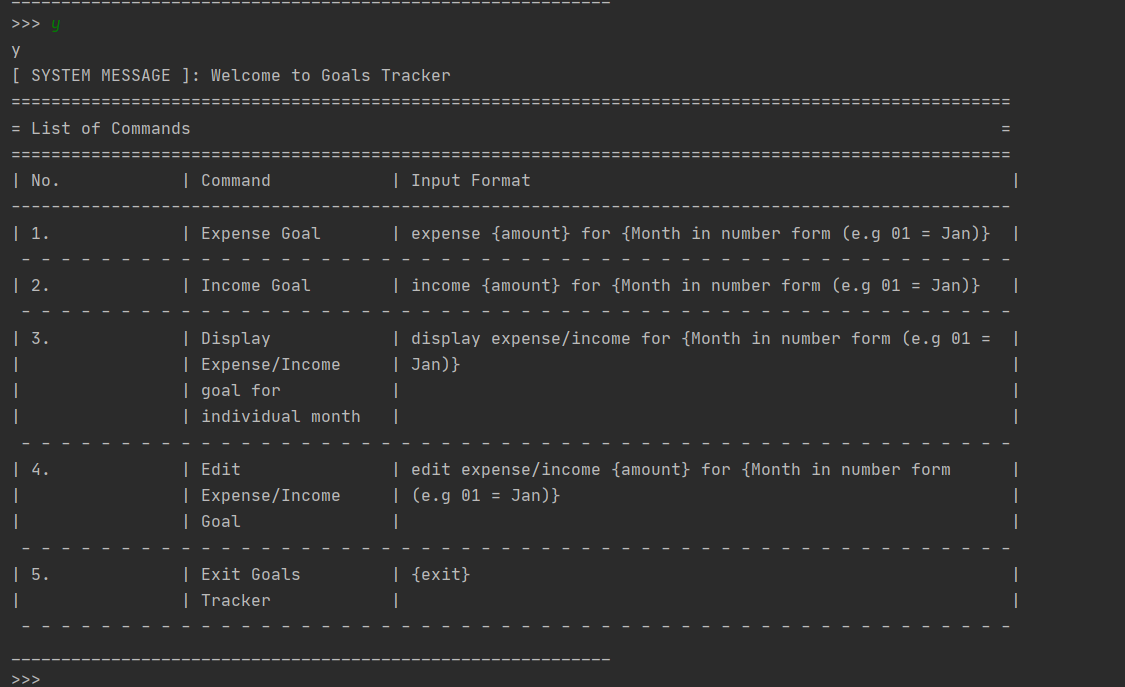 ____________________________________________________________
>>> y
y
[ SYSTEM MESSAGE ]: Welcome to Goals Tracker
====================================================================================================
= List of Commands                                                                                 =
====================================================================================================
| No.              | Command            | Input Format                                                |
----------------------------------------------------------------------------------------------------
| 1.               | Expense Goal       | expense {amount} for {Month in number form (e.g 01 = Jan)}  |
 - - - - - - - - - - - - - - - - - - - - - - - - - - - - - - - - - - - - - - - - - - - - - - - - - -
| 2.               | Income Goal        | income {amount} for {Month in number form (e.g 01 = Jan)}   |
 - - - - - - - - - - - - - - - - - - - - - - - - - - - - - - - - - - - - - - - - - - - - - - - - - -
| 3.               | Display            | display expense/income for {Month in number form (e.g 01 =  |
|                  | Expense/Income     | Jan)}                                                       |
|                  | goal for           |                                                             |
|                  | individual month   |                                                             |
 - - - - - - - - - - - - - - - - - - - - - - - - - - - - - - - - - - - - - - - - - - - - - - - - - -
| 4.               | Edit               | edit expense/income {amount} for {Month in number form      |
|                  | Expense/Income     | (e.g 01 = Jan)}                                             |
|                  | Goal               |                                                             |
 - - - - - - - - - - - - - - - - - - - - - - - - - - - - - - - - - - - - - - - - - - - - - - - - - -
| 5.               | Exit Goals         | {exit}                                                      |
|                  | Tracker            |                                                             |
 - - - - - - - - - - - - - - - - - - - - - - - - - - - - - - - - - - - - - - - - - - - - - - - - - -
____________________________________________________________
>>>